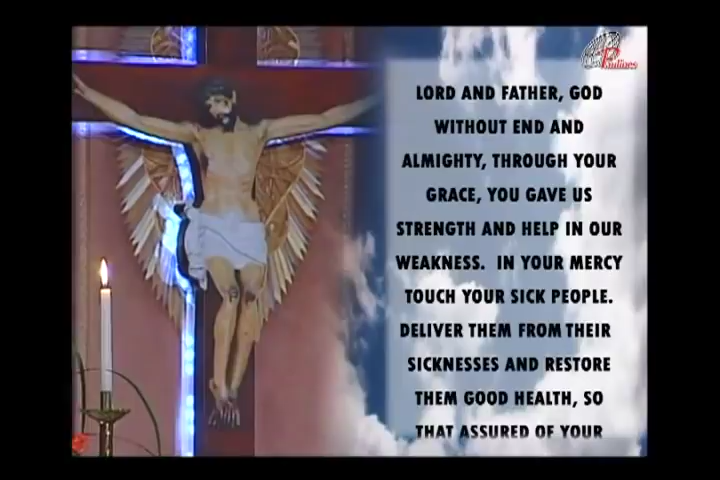 LORD AND FATHER, GOD
WITHOUT END AND
ALMIGHTY, THROUGH YOUR
GRACE, YOU GAVE US
STRENGTH AND HELP IN OUR
WEAKNESS. IN YOUR MERCY
TOUCH YOUR SICK PEOPLE.
DELIVER THEM FROM THEIR
SICKNESSES AND RESTORE
THEM GOOD HEALTH, SO
THAT ASSURED OF YOUR